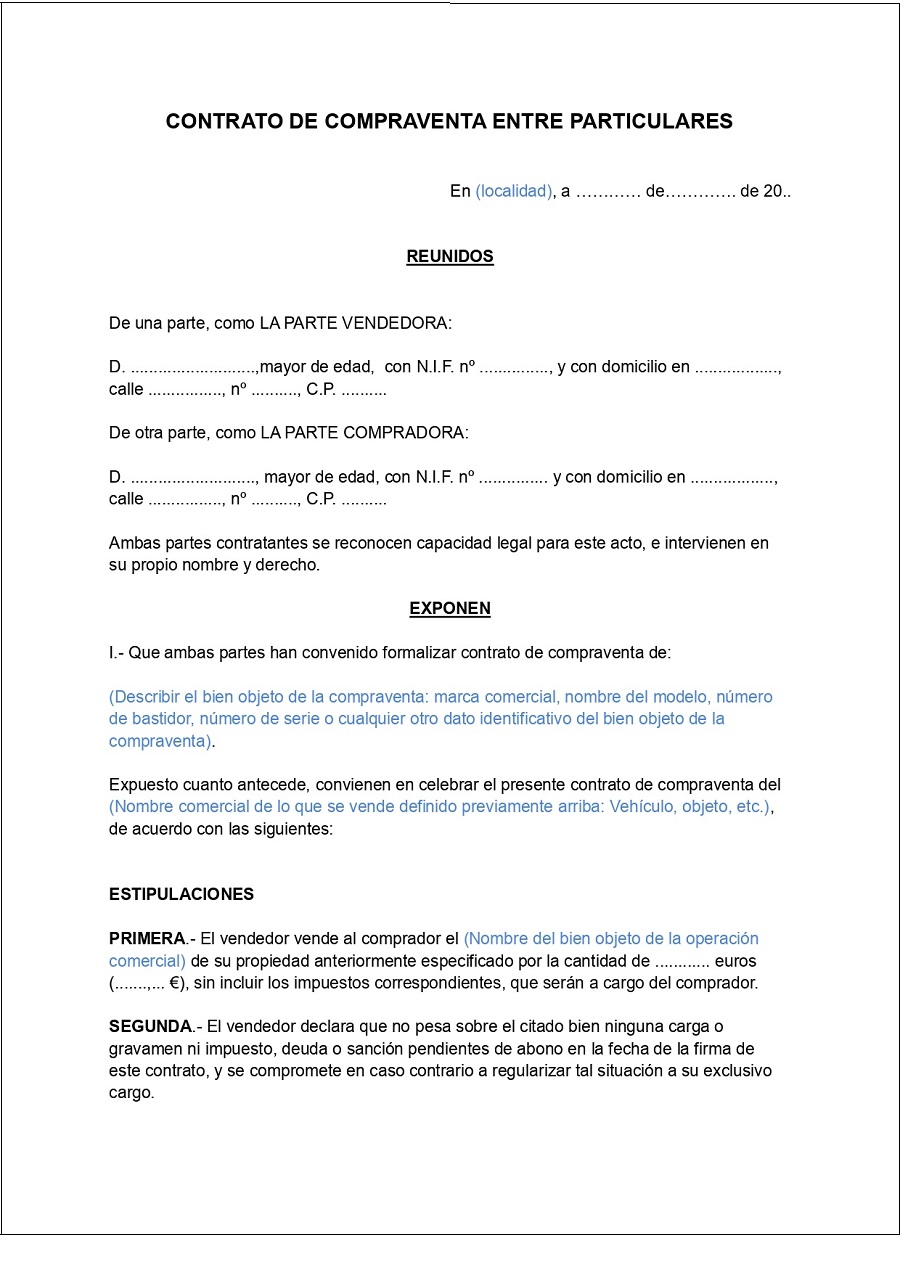 CONTRATO DE COMPRAVENTA ENTRE PARTICULARES
En (localidad), a ………… de…………. de 20..
REUNIDOS
De una parte, como LA PARTE VENDEDORA:
D. ...........................,mayor de edad,  con N.I.F. nº ..............., y con domicilio en ..................,
calle ................, nº .........., C.P. ..........
De otra parte, como LA PARTE COMPRADORA:
D. ..........................., mayor de edad, con N.I.F. nº ............... y con domicilio en ..................,
calle ................, nº .........., C.P. ..........
Ambas partes contratantes se reconocen capacidad legal para este acto, e intervienen en
su propio nombre y derecho.
EXPONEN
I.- Que ambas partes han convenido formalizar contrato de compraventa de:
(Describir el bien objeto de la compraventa: marca comercial, nombre del modelo, número
de bastidor, número de serie o cualquier otro dato identificativo del bien objeto de la
compraventa).
Expuesto cuanto antecede, convienen en celebrar el presente contrato de compraventa del
(Nombre comercial de lo que se vende definido previamente arriba: Vehículo, objeto, etc.),
de acuerdo con las siguientes:
ESTIPULACIONES
PRIMERA.- El vendedor vende al comprador el (Nombre del bien objeto de la operación
comercial) de su propiedad anteriormente especificado por la cantidad de ............ euros
(.......,... €), sin incluir los impuestos correspondientes, que serán a cargo del comprador.
SEGUNDA.- El vendedor declara que no pesa sobre el citado bien ninguna carga o
gravamen ni impuesto, deuda o sanción pendientes de abono en la fecha de la firma de
este contrato, y se compromete en caso contrario a regularizar tal situación a su exclusivo
cargo.